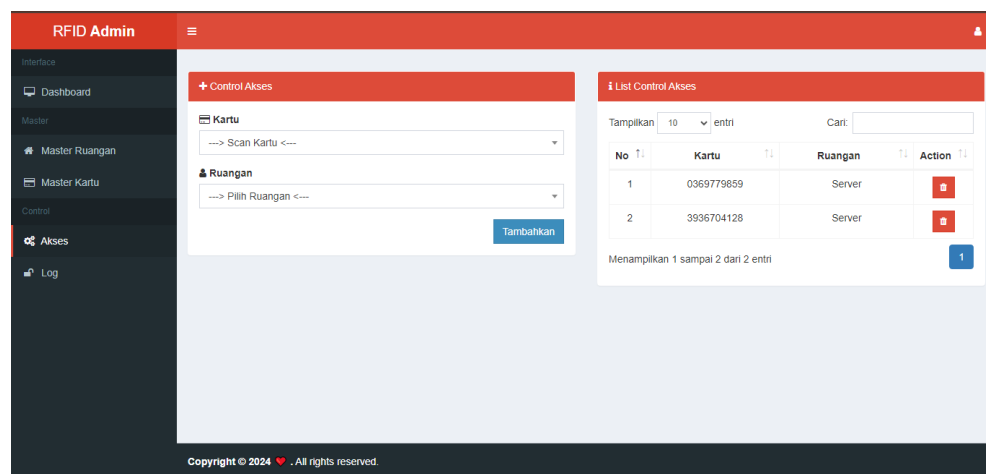 RFID Admin
Interface
Dashboard
Master
Master Ruangan
Master Kartu
Control
Akses
Log
Control Akses
Kartu
---> Scan Kartu <---
Ruangan
---> Pilih Ruangan <---
Tambahkan
List Control Akses
Tampilkan 10 entri Cari:
No Kartu Ruangan Action
1 0369779859 Server
2 3936704128 Server
Menampilkan 1 sampai 2 dari 2 entri 1
Copyright © 2024 ❤ . All rights reserved.